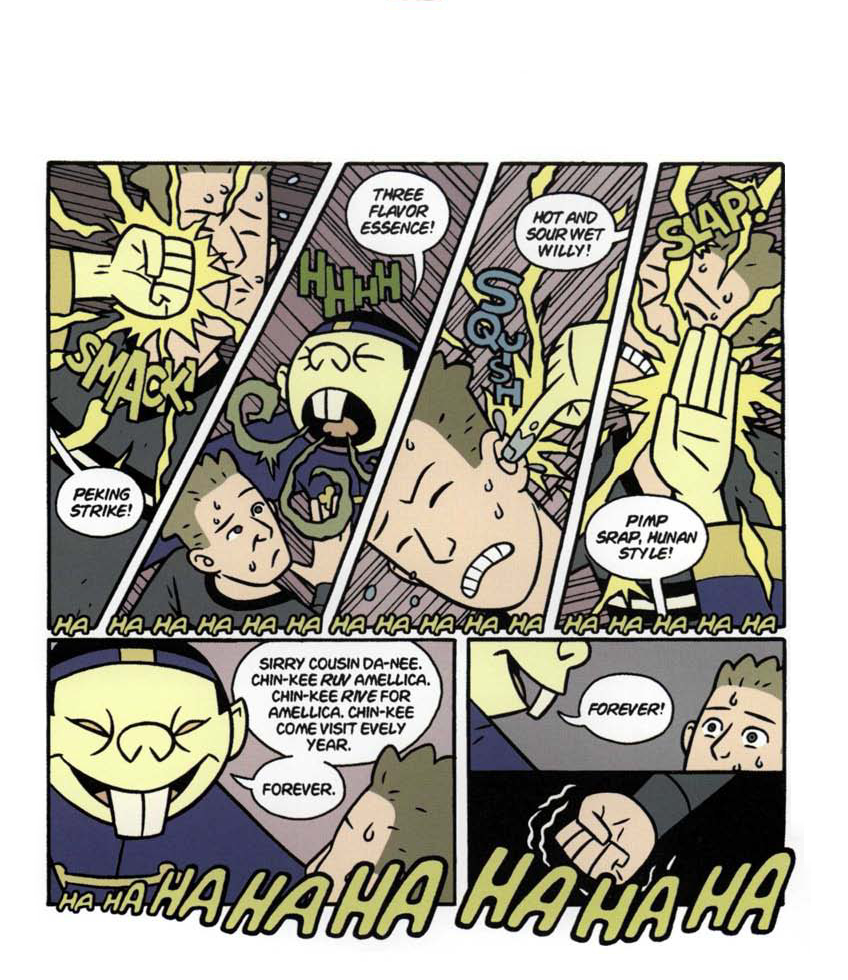 SMACK!
PEKING
STRIKE!
THREE
FLAVOR
ESSENCE!
HHHH
HOT AND
SOUR WET
WILLY!
SQUSH!
SLAP!
PIMP
SRAP, HUNAN
STYLE!
HA HA HA HA HA HA HA HA HA HA HA HA HA HA HA HA
SIRRY COUSIN DA-NEE.
CHIN-KEE RUV AMELLICA.
CHIN-KEE RIVE FOR
AMELLICA. CHIN-KEE
COME VISIT EVELY
YEAR.
FOREVER.
FOREVER!
HA HA HA HA HA HA HA HA